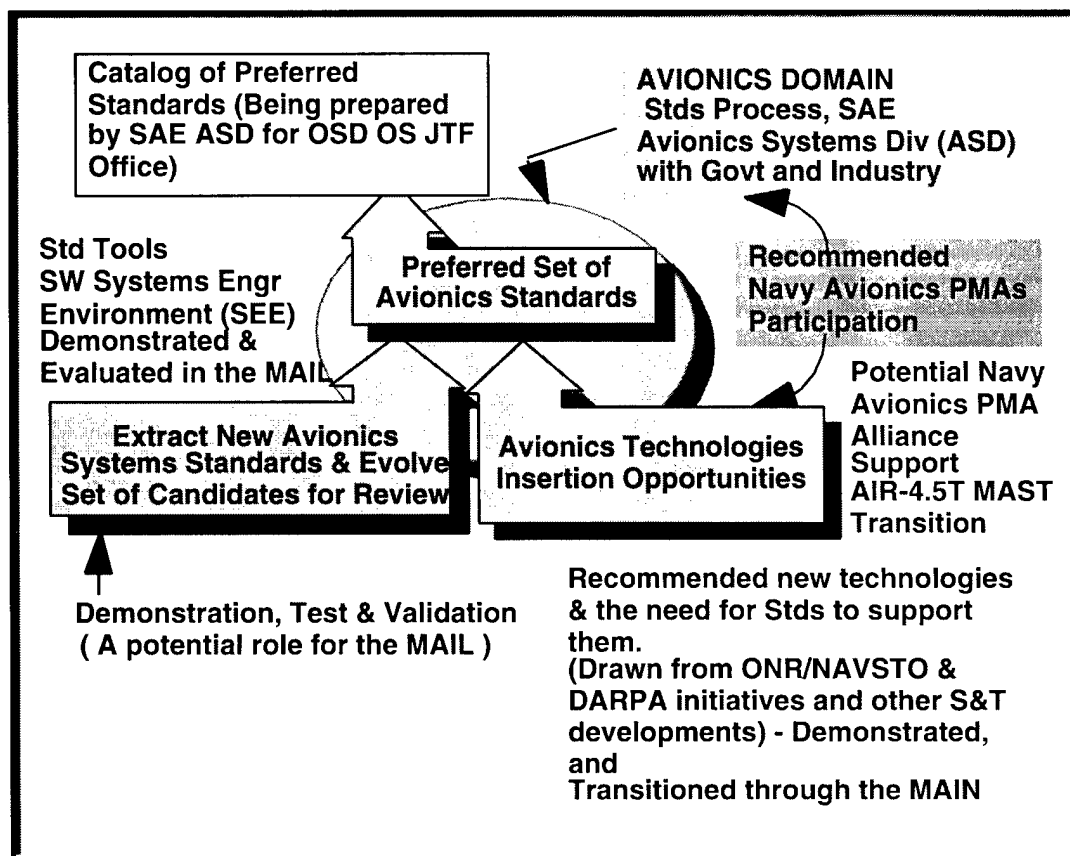 Catalog of Preferred
Standards (Being prepared
by SAE ASD for OSD OS JTF
Office)
AVIONICS DOMAIN
Stds Process, SAE
Avionics Systems Div (ASD)
with Govt and Industry
Std Tools
SW Systems Engr
Environment (SEE)
Demonstrated &
Evaluated in the MAIL
Preferred Set of
Avionics Standards
Recommended
Navy Avionics PMAs
Participation
Extract New Avionics
Systems Standards & Evolve
Set of Candidates for Review
Avionics Technologies
Insertion Opportunities
Potential Navy
Avionics PMA
Alliance
Support
AIR-4.5T MAST
Transition
Demonstration, Test & Validation
( A potential role for the MAIL )
Recommended new technologies
& the need for Stds to support
them.
(Drawn from ONR/NAVSTO &
DARPA initiatives and other S&T
developments) - Demonstrated,
and
Transitioned through the MAIN